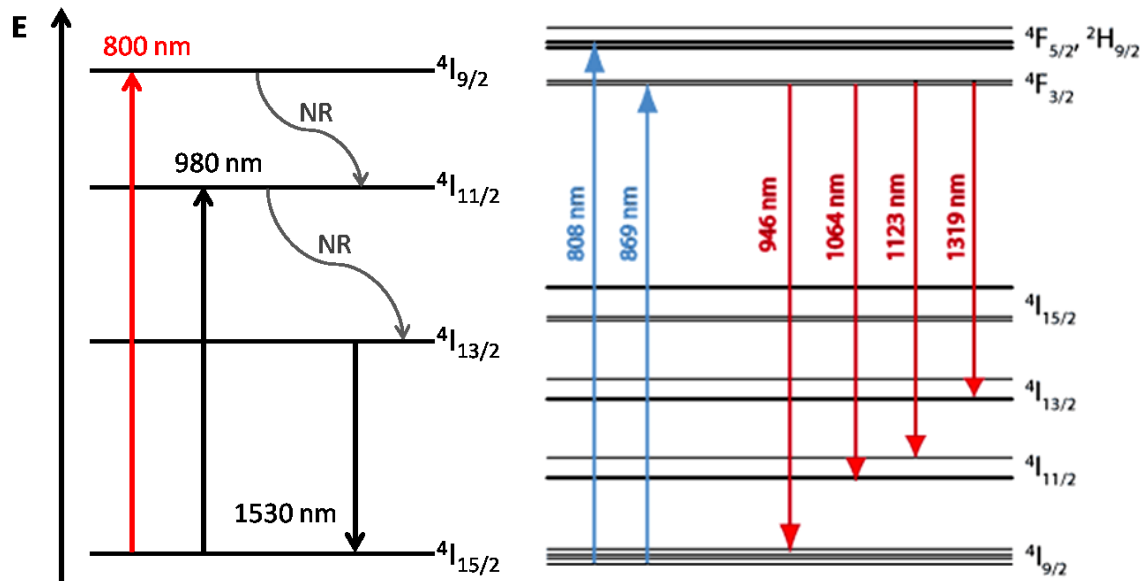 E
800 nm
⁴I₉/₂
NR
980 nm
⁴I₁₁/₂
NR
⁴I₁₃/₂
1530 nm
⁴I₁₅/₂
⁴F₅/₂, ²H₉/₂
⁴F₃/₂
808 nm
869 nm
946 nm
1064 nm
1123 nm
1319 nm
⁴I₁₅/₂
⁴I₁₃/₂
⁴I₁₁/₂
⁴I₉/₂